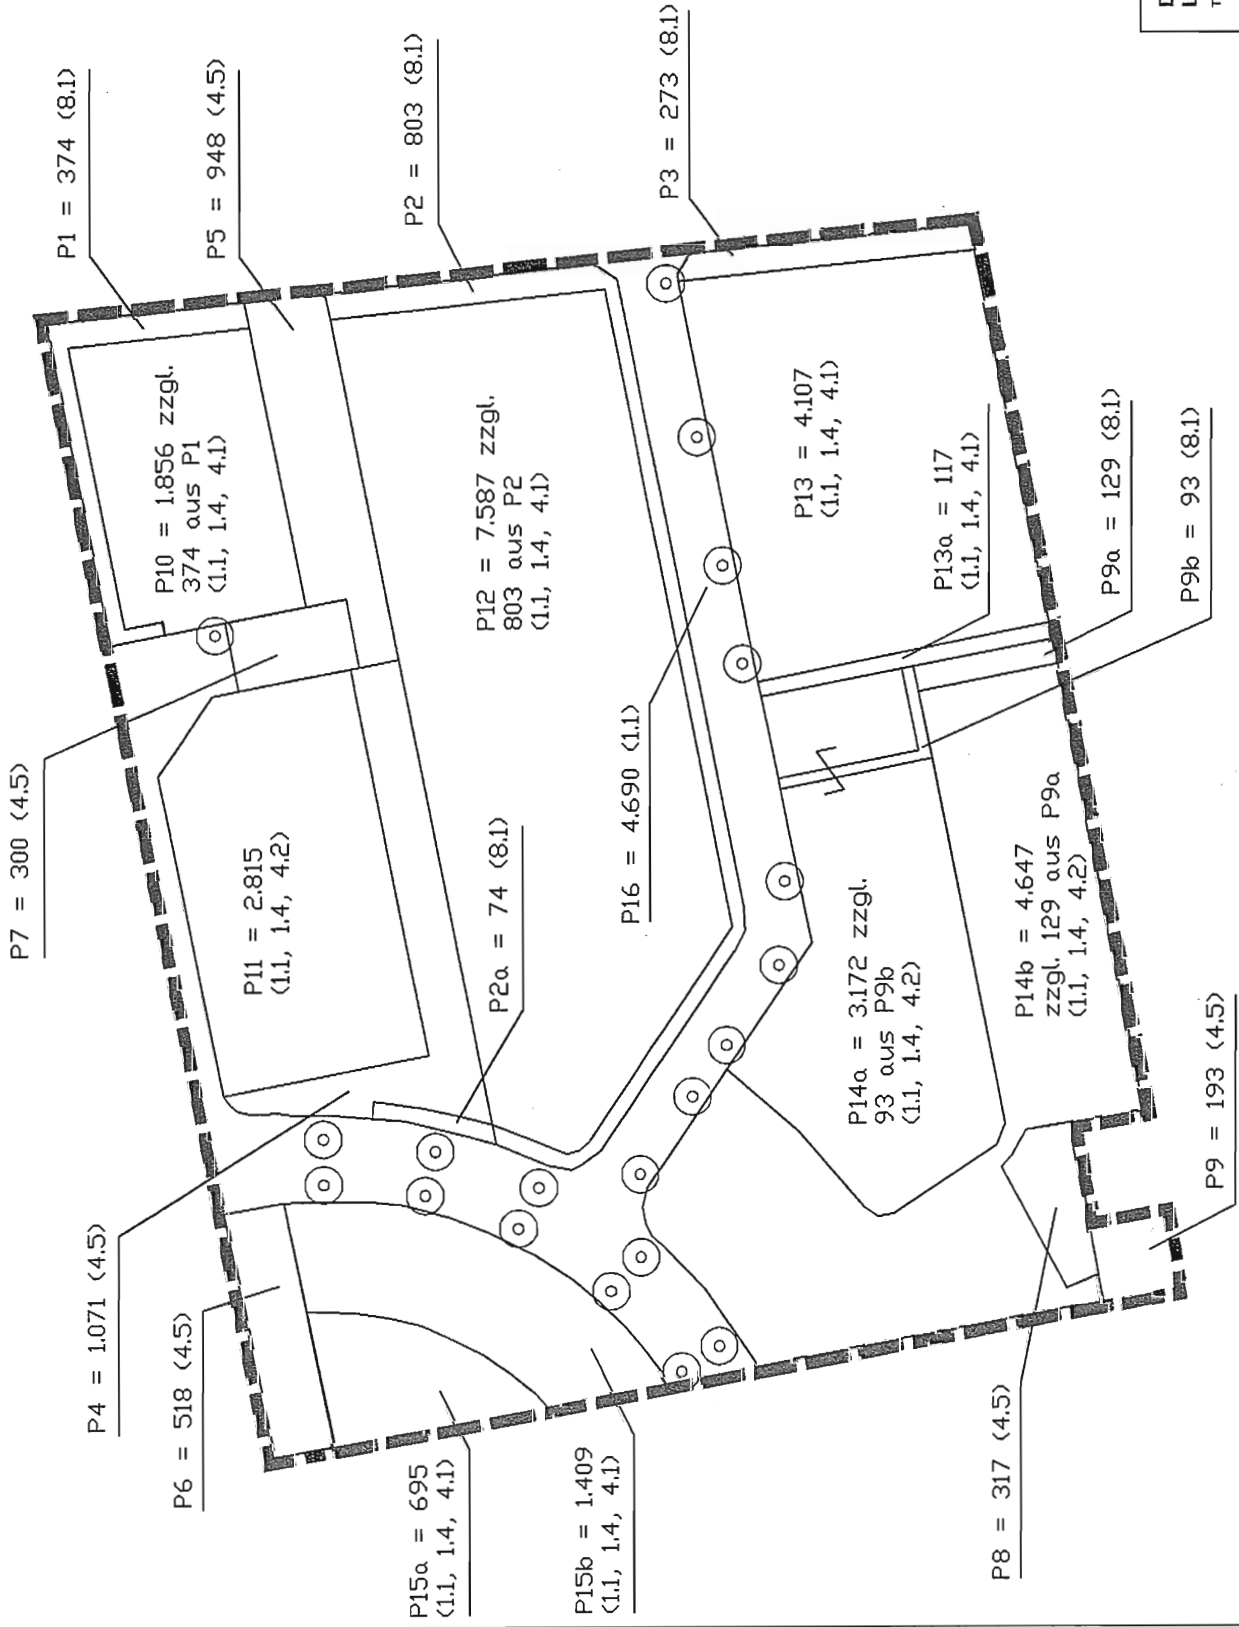 P1 = 374 (8.1)
P5 = 948 (4.5)
P2 = 803 (8.1)
P3 = 273 (8.1)
P7 = 300 (4.5)
P10 = 1.856 zzgl.
374 aus P1
(1.1, 1.4, 4.1)
P12 = 7.587 zzgl.
803 aus P2
(1.1, 1.4, 4.1)
P13 = 4.107
(1.1, 1.4, 4.1)
P13a = 117
(1.1, 1.4, 4.1)
P9a = 129 (8.1)
P9b = 93 (8.1)
P11 = 2.815
(1.1, 1.4, 4.2)
P2a = 74 (8.1)
P16 = 4.690 (1.1)
P14a = 3.172 zzgl.
93 aus P9b
(1.1, 1.4, 4.2)
P14b = 4.647
zzgl. 129 aus P9a
(1.1, 1.4, 4.2)
P4 = 1.071 (4.5)
P6 = 518 (4.5)
P15a = 695
(1.1, 1.4, 4.1)
P15b = 1.409
(1.1, 1.4, 4.1)
P8 = 317 (4.5)
P9 = 193 (4.5)